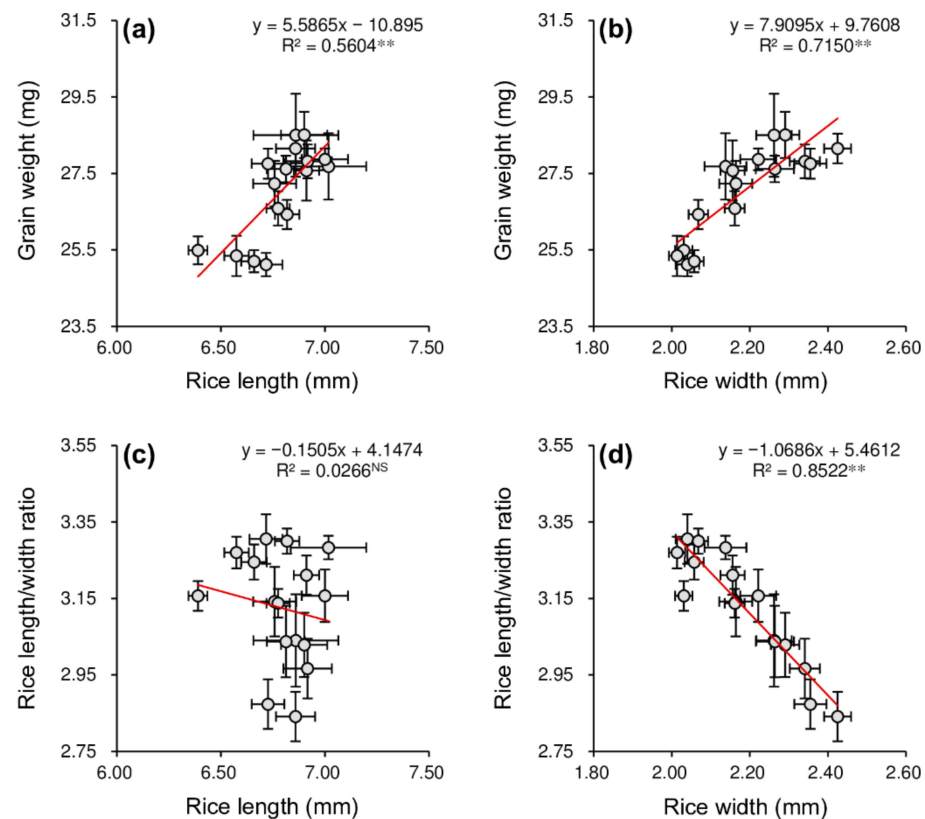 (a)
y = 5.5865x − 10.895
R² = 0.5604**
31.5
29.5
27.5
25.5
23.5
Grain weight (mg)
6.00 6.50 7.00 7.50
Rice length (mm)
(b)
y = 7.9095x + 9.7608
R² = 0.7150**
31.5
29.5
27.5
25.5
23.5
Grain weight (mg)
1.80 2.00 2.20 2.40 2.60
Rice width (mm)
(c)
y = −0.1505x + 4.1474
R² = 0.0266NS
3.55
3.35
3.15
2.95
2.75
Rice length/width ratio
6.00 6.50 7.00 7.50
Rice length (mm)
(d)
y = −1.0686x + 5.4612
R² = 0.8522**
3.55
3.35
3.15
2.95
2.75
Rice length/width ratio
1.80 2.00 2.20 2.40 2.60
Rice width (mm)